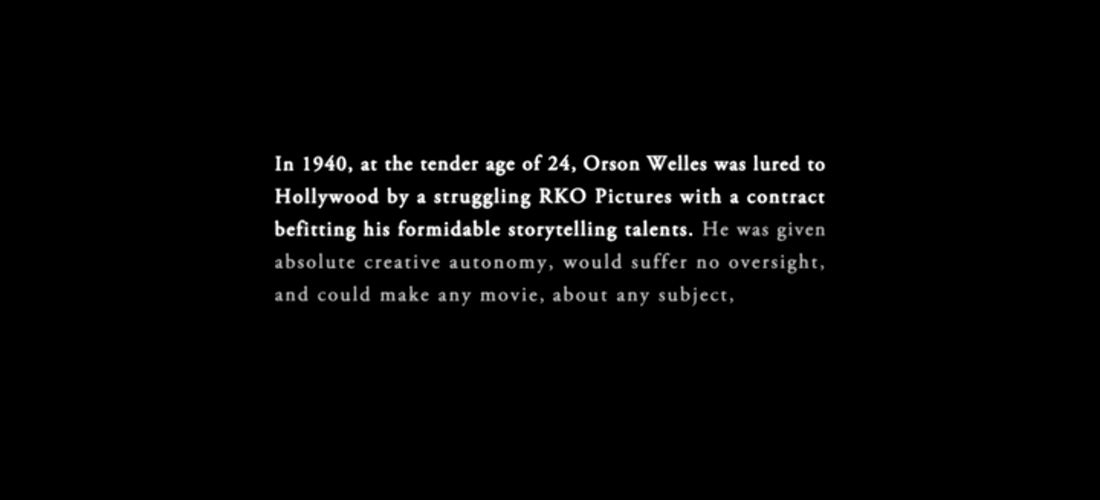 In 1940, at the tender age of 24, Orson Welles was lured to
Hollywood by a struggling RKO Pictures with a contract
befitting his formidable storytelling talents. He was given
absolute creative autonomy, would suffer no oversight,
and could make any movie, about any subject,